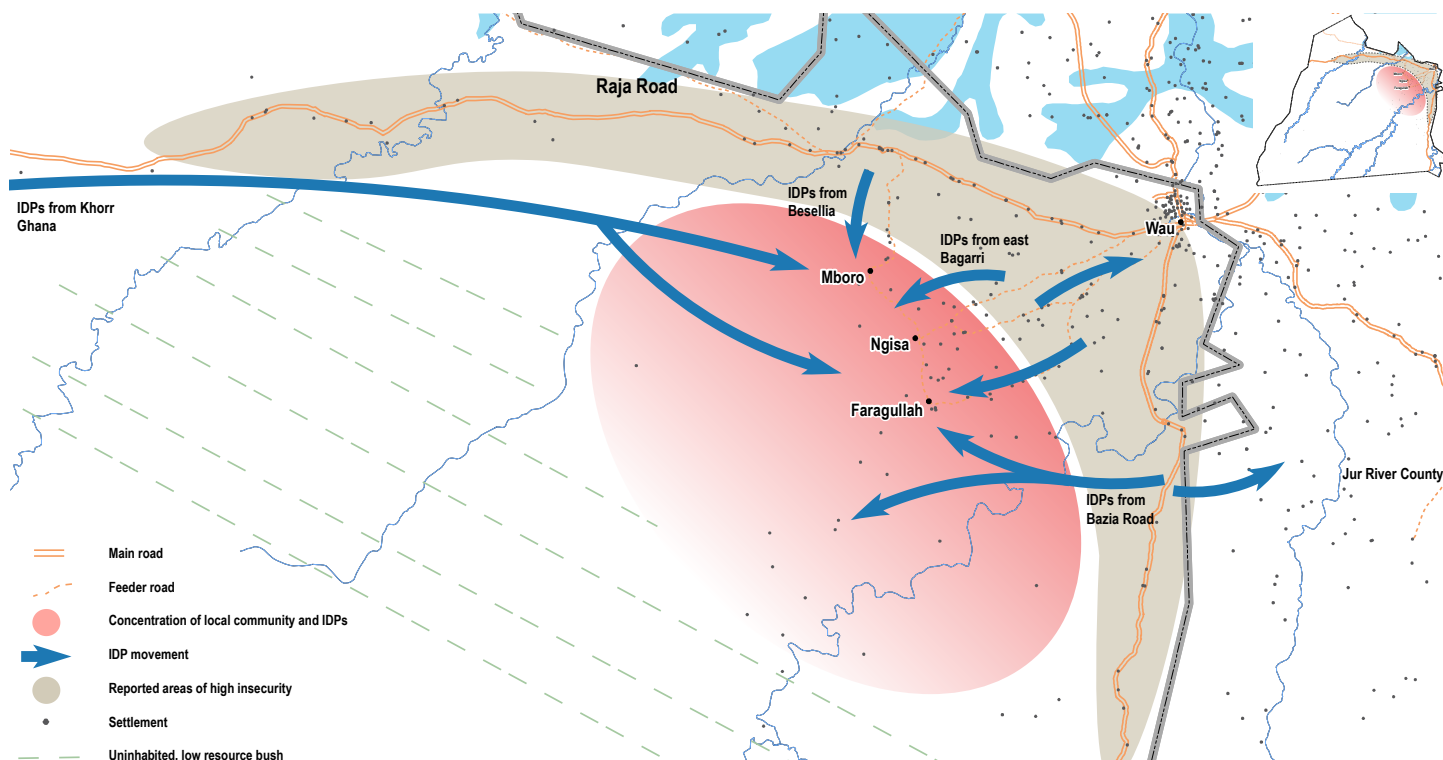 Raja Road
IDPs from Khorr
Ghana
IDPs from
Besellia
IDPs from east
Bagarri
Wau
Mboro
Ngisa
Faragullah
Jur River County
IDPs from
Bazia Road
Main road
Feeder road
Concentration of local community and IDPs
IDP movement
Reported areas of high insecurity
Settlement
Uninhabited, low resource bush